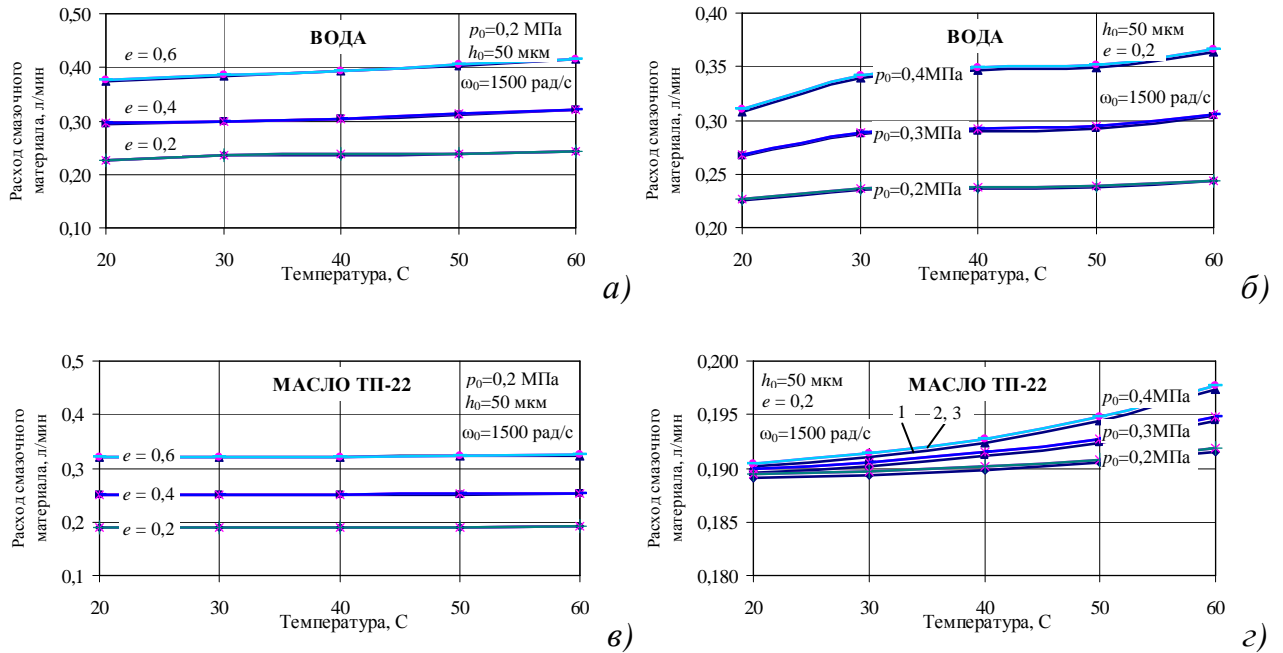 0,50
0,40
0,30
0,20
0,10
Расход смазочного
материала, л/мин
ВОДА
p₀=0,2 МПа
h₀=50 мкм
ω₀=1500 рад/с
e = 0,6
e = 0,4
e = 0,2
20 30 40 50 60
Температура, С
а)
0,40
0,35
0,30
0,25
0,20
Расход смазочного
материала, л/мин
ВОДА
h₀=50 мкм
e = 0,2
ω₀=1500 рад/с
p₀=0,4МПа
p₀=0,3МПа
p₀=0,2МПа
20 30 40 50 60
Температура, С
б)
0,5
0,4
0,3
0,2
0,1
Расход смазочного
материала, л/мин
МАСЛО ТП-22
p₀=0,2 МПа
h₀=50 мкм
ω₀=1500 рад/с
e = 0,6
e = 0,4
e = 0,2
20 30 40 50 60
Температура, С
в)
0,200
0,195
0,190
0,185
0,180
Расход смазочного
материала, л/мин
h₀=50 мкм
e = 0,2
ω₀=1500 рад/с
МАСЛО ТП-22
1 2, 3
p₀=0,4МПа
p₀=0,3МПа
p₀=0,2МПа
20 30 40 50 60
Температура, С
г)